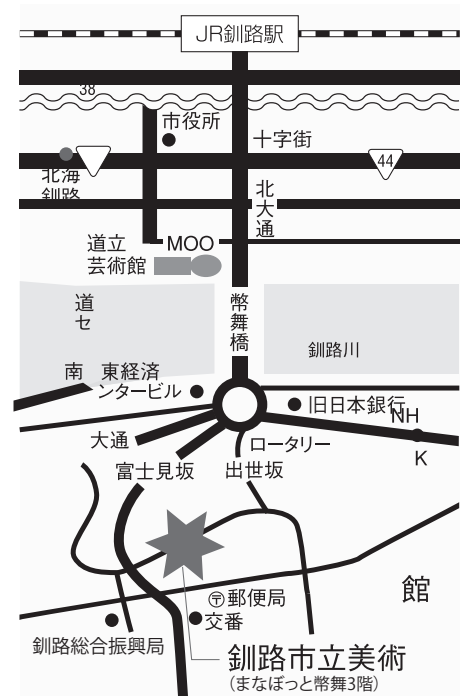 JR釧路駅
38
市役所
十字街
44
北海
釧路
北大通
道立
芸術館
MOO
道
セ
幣舞橋
釧路川
南
東経済
ンタービル
旧日本銀行
NH
K
大通
ロータリー
富士見坂
出世坂
館
〒郵便局
交番
釧路総合振興局
釧路市立美術
(まなぼっと幣舞3階)